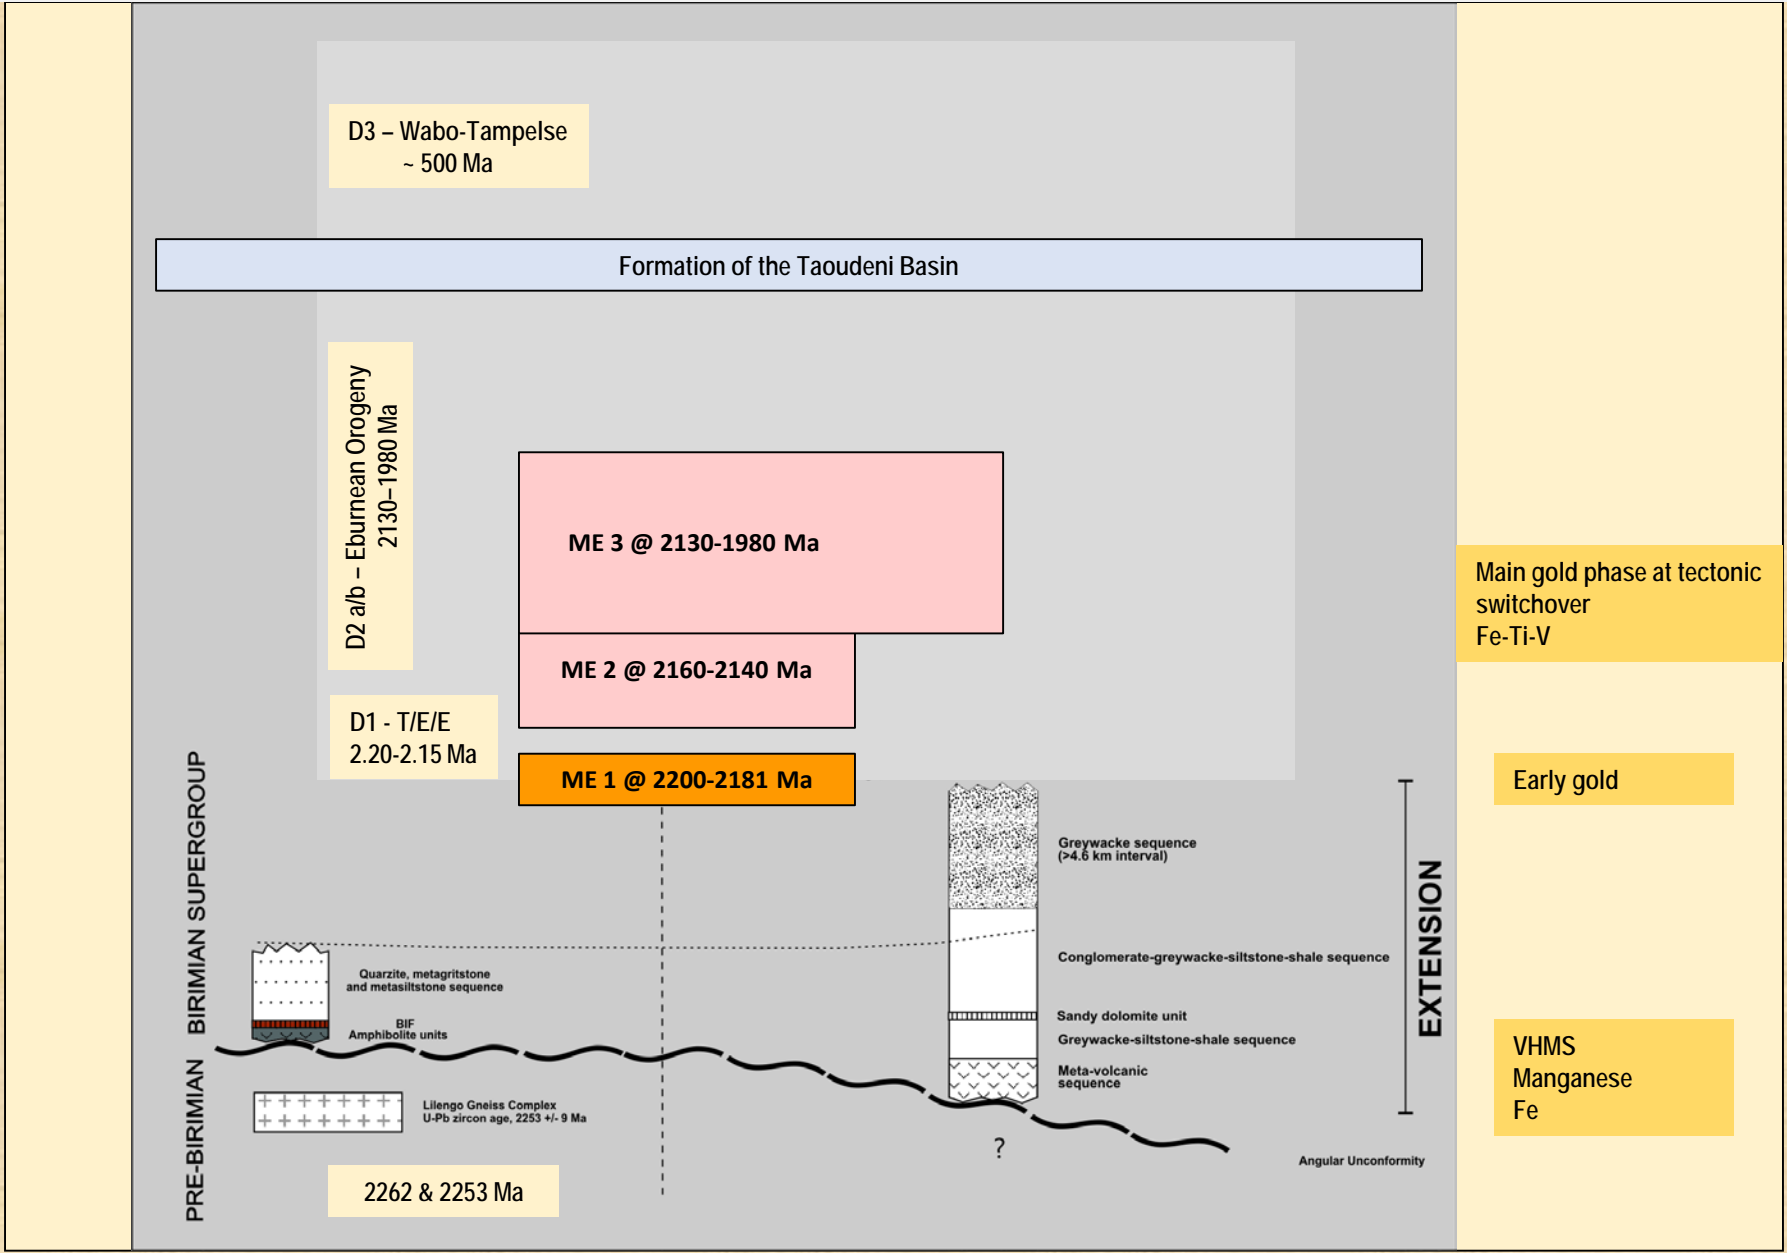 D3 – Wabo-Tampelse
~ 500 Ma
Formation of the Taoudeni Basin
D2 a/b – Eburnean Orogeny
2130–1980 Ma
ME 3 @ 2130-1980 Ma
Main gold phase at tectonic
switchover
Fe-Ti-V
ME 2 @ 2160-2140 Ma
D1 - T/E/E
2.20-2.15 Ma
ME 1 @ 2200-2181 Ma
Early gold
BIRIMIAN SUPERGROUP
Greywacke sequence
(>4.6 km interval)
EXTENSION
Conglomerate-greywacke-siltstone-shale sequence
Quarzite, metagritstone
and metasiltstone sequence
BIF
Amphibolite units
Sandy dolomite unit
Greywacke-siltstone-shale sequence
Meta-volcanic
sequence
VHMS
Manganese
Fe
PRE-BIRIMIAN
Lilengo Gneiss Complex
U-Pb zircon age, 2253 +/- 9 Ma
?
Angular Unconformity
2262 & 2253 Ma